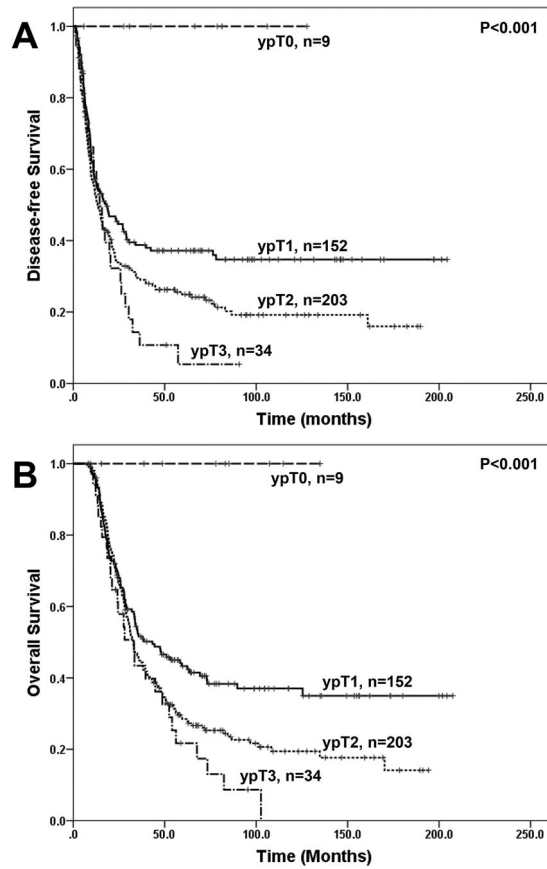 A
P<0.001
ypT0, n=9
ypT1, n=152
ypT2, n=203
ypT3, n=34
Disease-free Survival
1.0
0.8
0.6
0.4
0.2
0.0
.0 50.0 100.0 150.0 200.0 250.0
Time (months)
B
P<0.001
ypT0, n=9
ypT1, n=152
ypT2, n=203
ypT3, n=34
Overall Survival
1.0
0.8
0.6
0.4
0.2
0.0
.0 50.0 100.0 150.0 200.0 250.0
Time (Months)